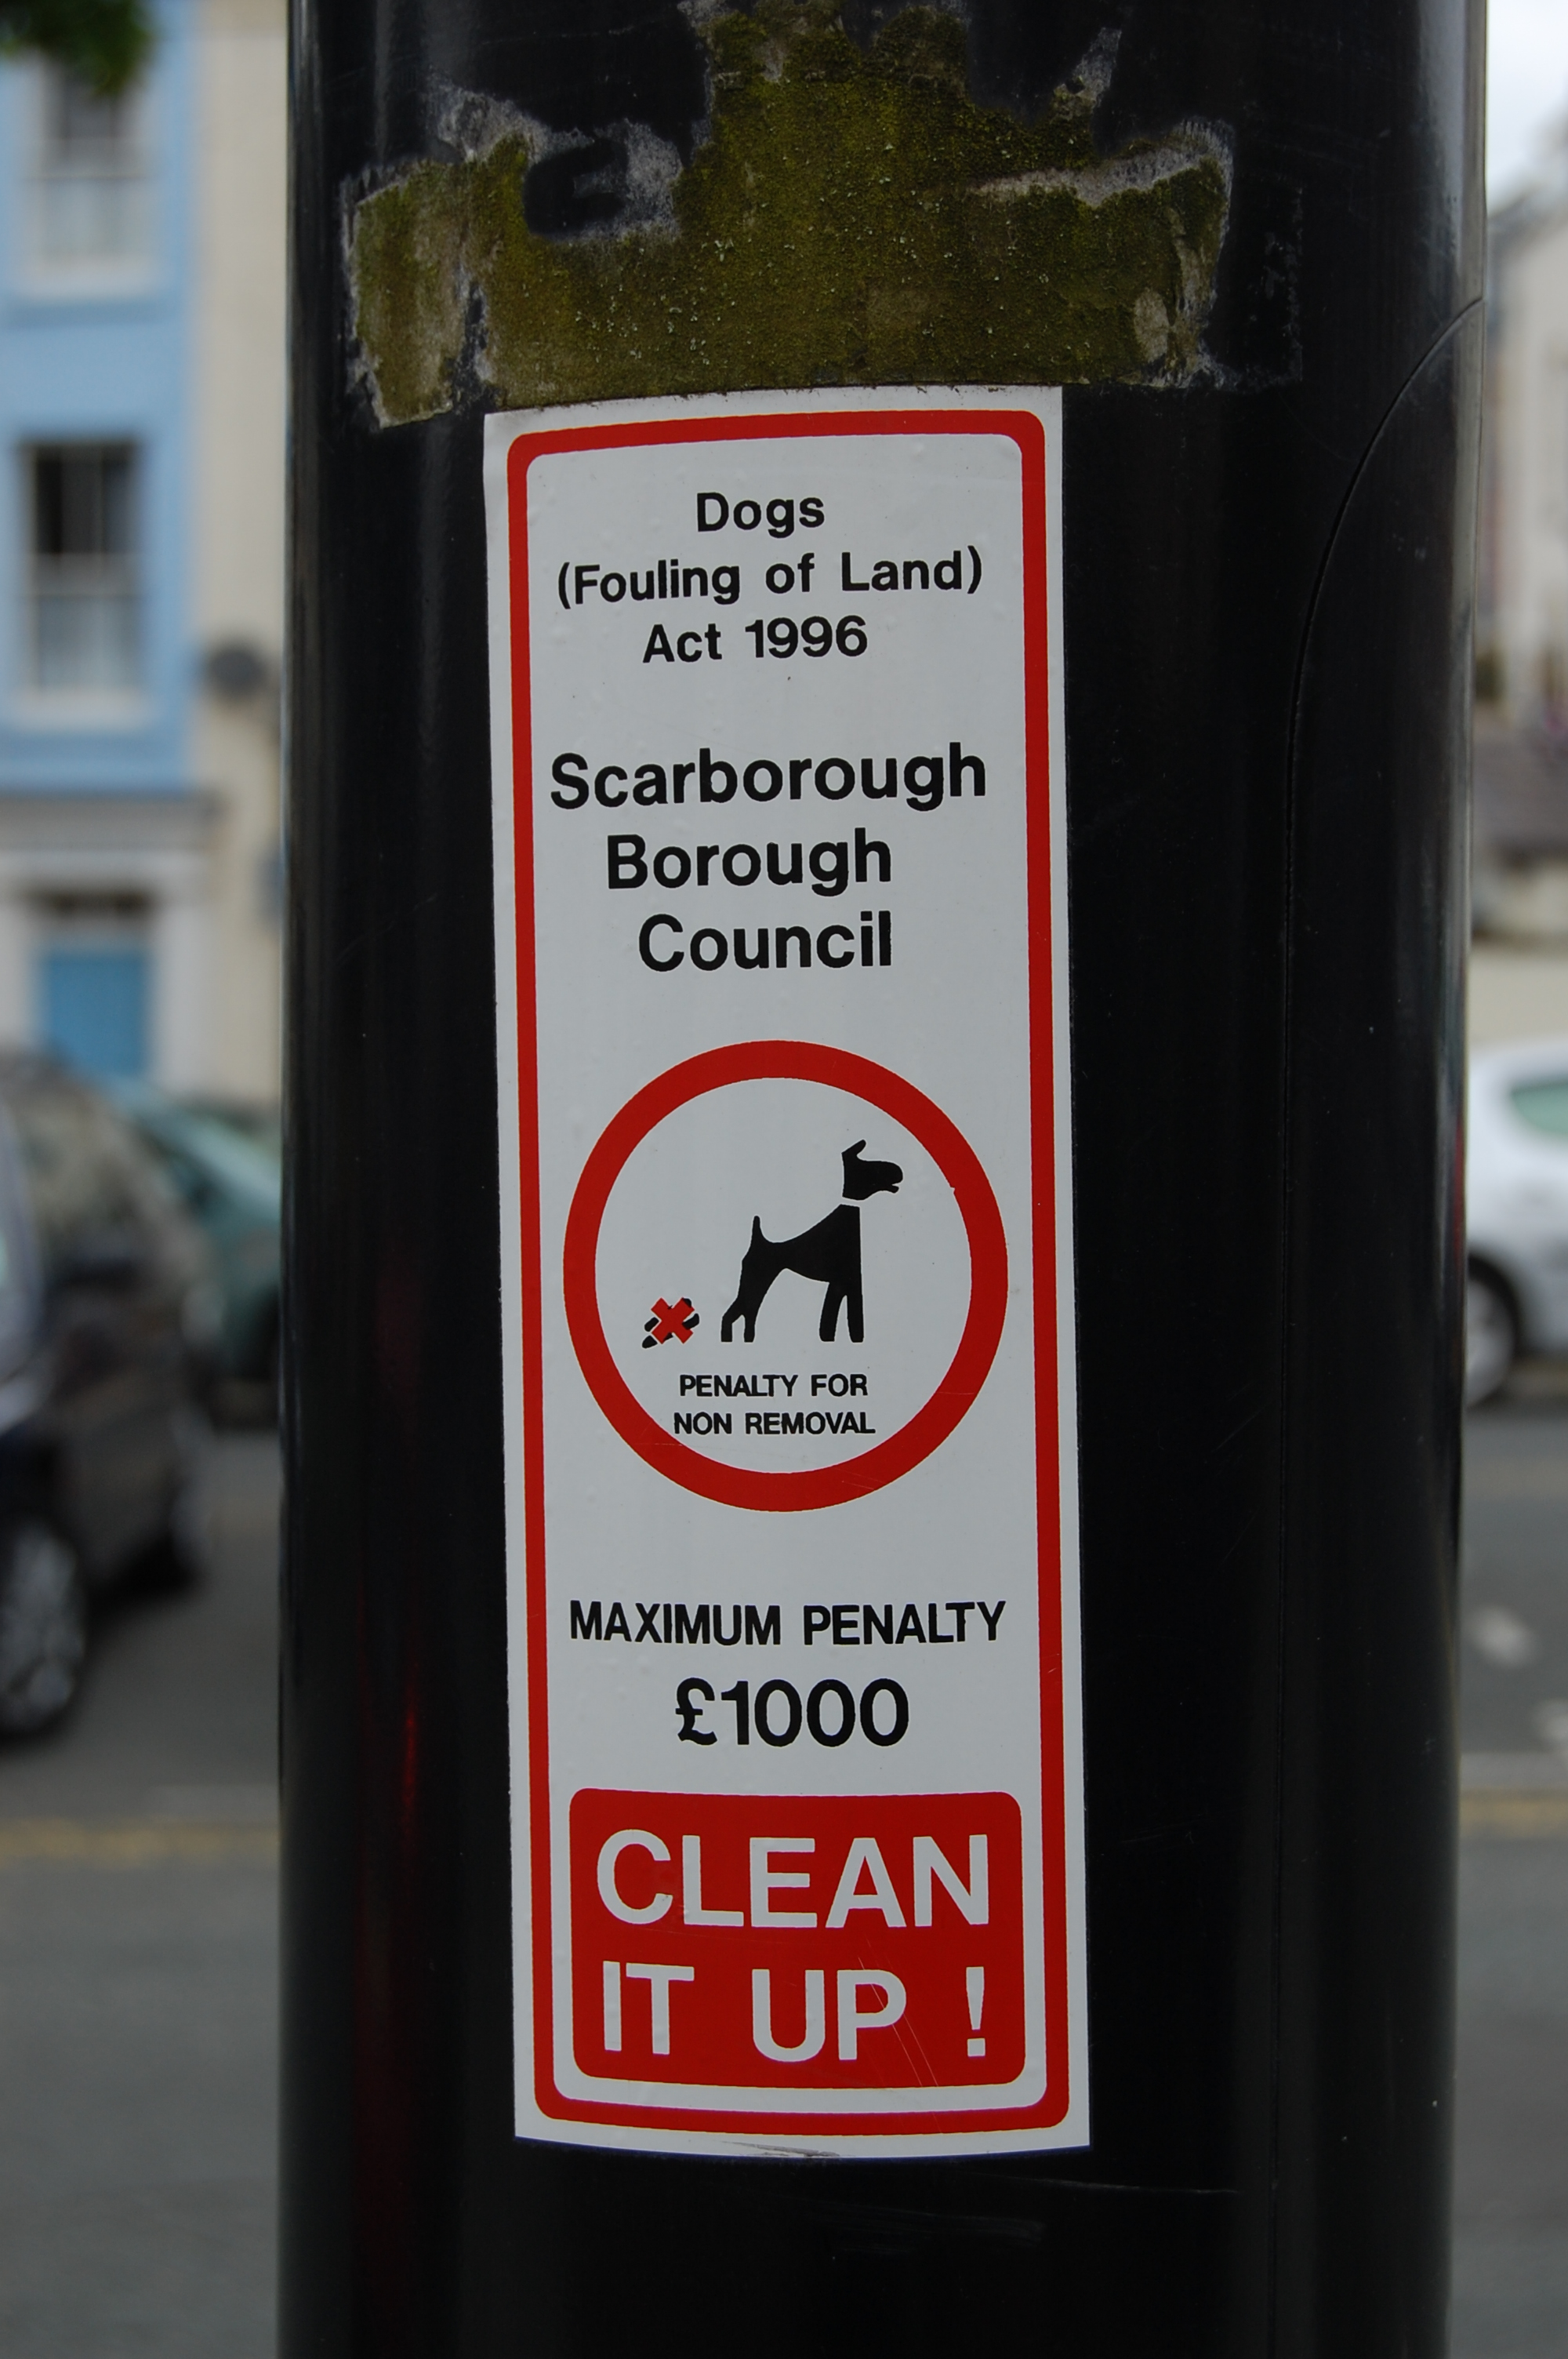 Dogs
(Fouling of Land)
Act 1996
Scarborough
Borough
Council
PENALTY FOR
NON REMOVAL
MAXIMUM PENALTY
£1000
CLEAN
IT UP !